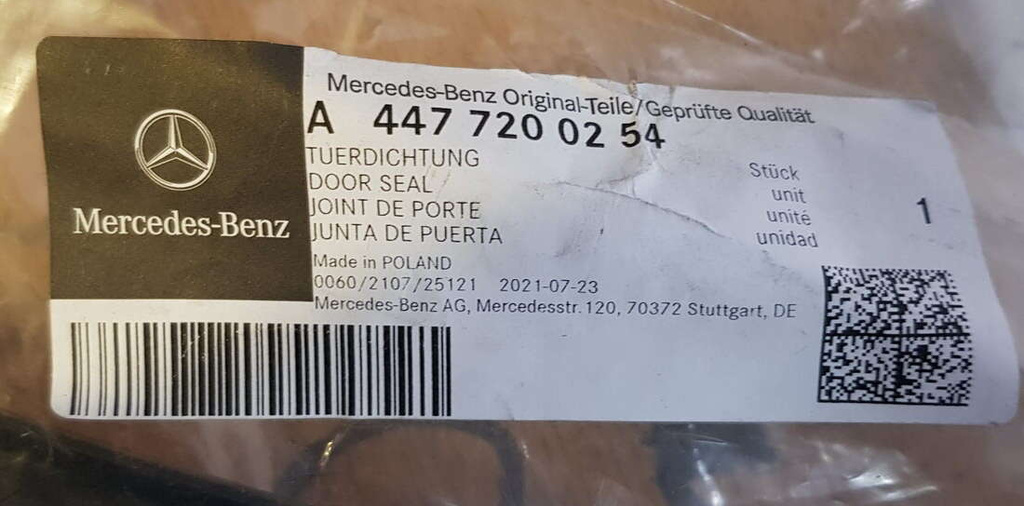 Mercedes-Benz
Mercedes-Benz Original-Teile/Geprüfte Qualität
A 447 720 02 54
TUERDICHTUNG
DOOR SEAL
JOINT DE PORTE
JUNTA DE PUERTA
Stück
unit
unité
unidad
1
Made in POLAND
0060/2107/25121 2021-07-23
Mercedes-Benz AG, Mercedesstr. 120, 70372 Stuttgart, DE